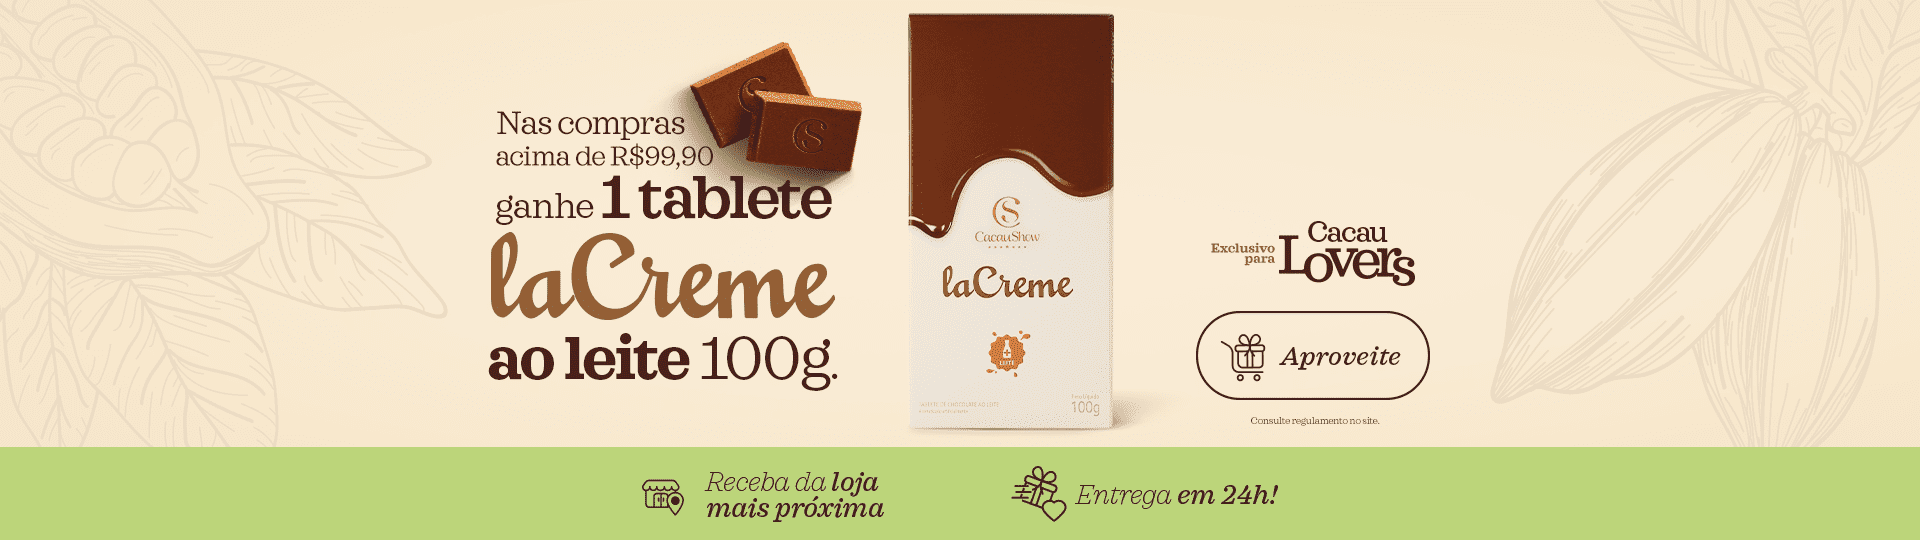 Nas compras
acima de R$99,90
ganhe 1 tablete
laCreme
ao leite 100g.
CacauShow
laCreme
100g
Exclusivo
para
Cacau
Lovers
Aproveite
Consulte regulamento no site.
Receba da loja
mais próxima
Entrega em 24h!